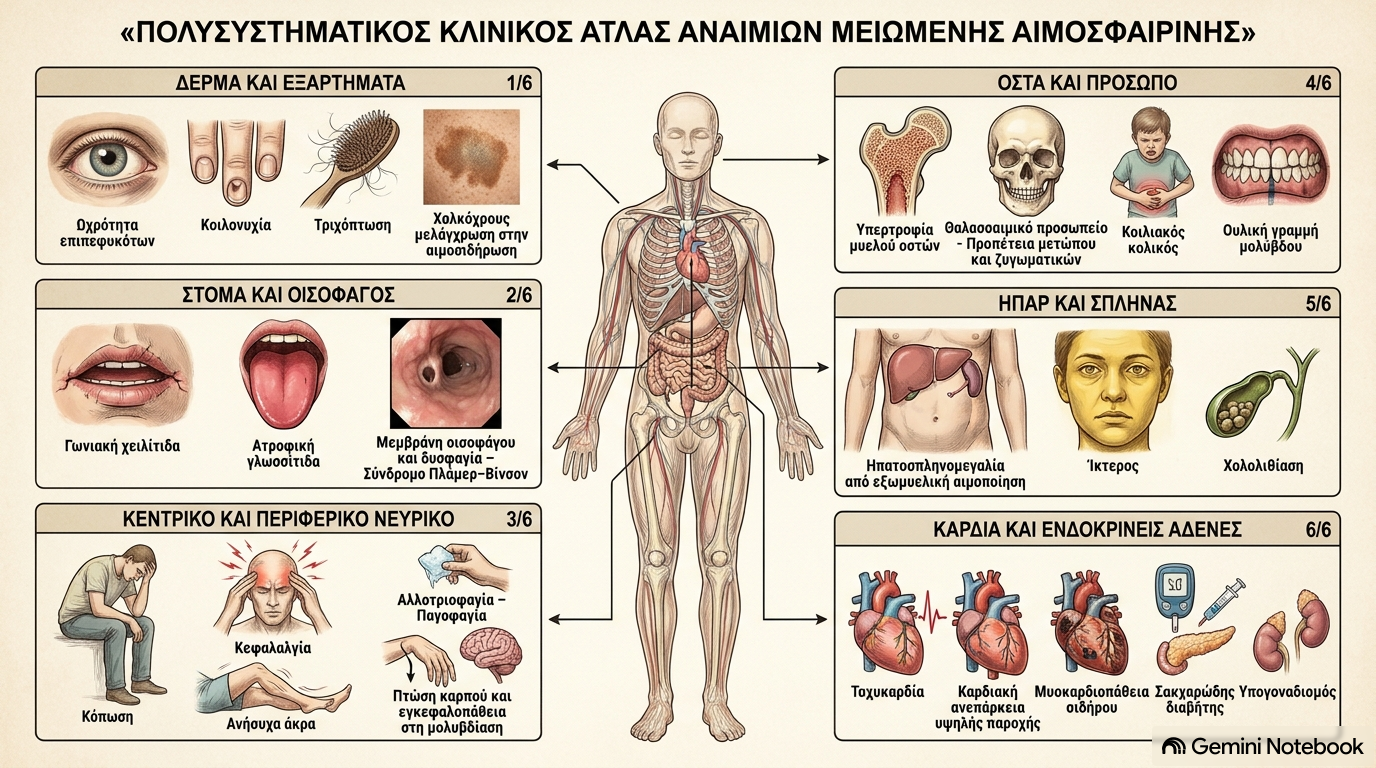 «ΠΟΛΥΣΥΣΤΗΜΑΤΙΚΟΣ ΚΛΙΝΙΚΟΣ ΑΤΛΑΣ ΑΝΑΙΜΙΩΝ ΜΕΙΩΜΕΝΗΣ ΑΙΜΟΣΦΑΙΡΙΝΗΣ»
ΔΕΡΜΑ ΚΑΙ ΕΞΑΡΤΗΜΑΤΑ 1/6
Ωχρότητα
επιπεφυκότων
Κοιλονυχία
Τριχόπτωση
Χολκόχρους
μελάγχρωση στην
αιμοσιδήρωση
ΣΤΟΜΑ ΚΑΙ ΟΙΣΟΦΑΓΟΣ 2/6
Γωνιακή χειλίτιδα
Ατροφική
γλωσσίτιδα
Μεμβράνη οισοφάγου
και δυσφαγία –
Σύνδρομο Πλάμερ–Βίνσον
ΚΕΝΤΡΙΚΟ ΚΑΙ ΠΕΡΙΦΕΡΙΚΟ ΝΕΥΡΙΚΟ 3/6
Κόπωση
Κεφαλαλγία
Ανήσυχα άκρα
Αλλοτριοφαγία –
Παγοφαγία
Πτώση καρπού και
εγκεφαλοπάθεια
στη μολυβδίαση
ΟΣΤΑ ΚΑΙ ΠΡΟΣΩΠΟ 4/6
Υπερτροφία
μυελού οστών
Θαλασσαιμικό προσωπείο
- Προπέτεια μετώπου
και ζυγωματικών
Κοιλιακός
κολικός
Ουλική γραμμή
μολύβδου
ΗΠΑΡ ΚΑΙ ΣΠΛΗΝΑΣ 5/6
Ηπατοσπληνομεγαλία
από εξωμυελική αιμοποίηση
Ίκτερος
Χολολιθίαση
ΚΑΡΔΙΑ ΚΑΙ ΕΝΔΟΚΡΙΝΕΙΣ ΑΔΕΝΕΣ 6/6
Ταχυκαρδία
Καρδιακή
ανεπάρκεια
υψηλής παροχής
Μυοκαρδιοπάθεια
σιδήρου
Σακχαρώδης
διαβήτης
Υπογοναδιομός
Gemini Notebook